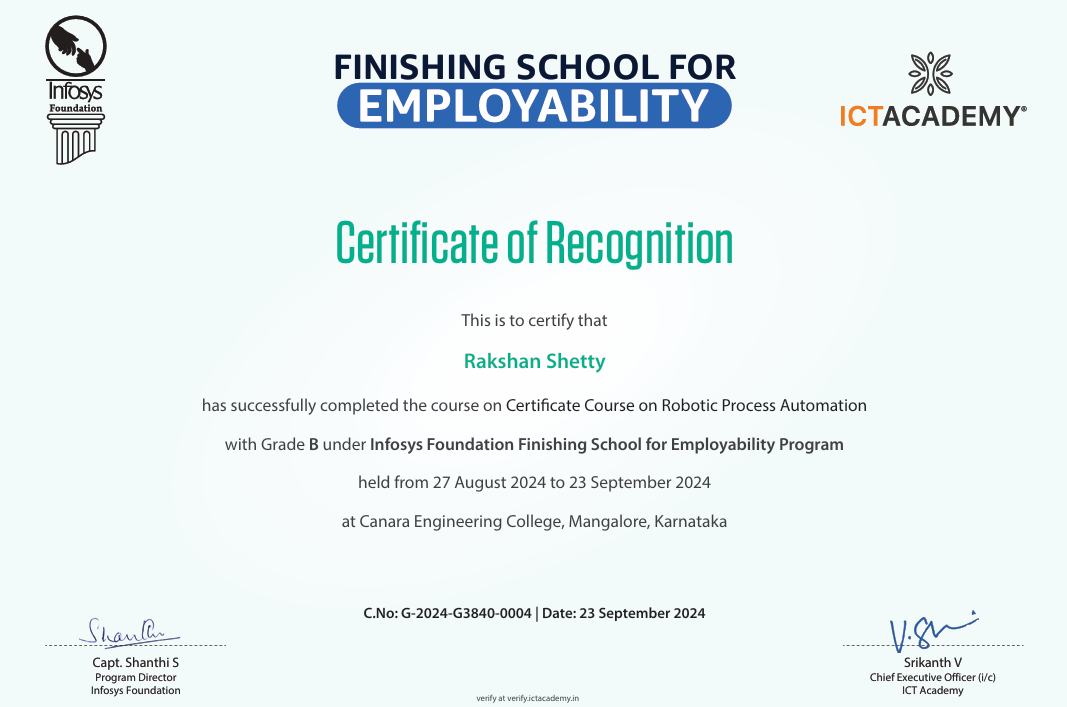 Infosys
Foundation
FINISHING SCHOOL FOR
EMPLOYABILITY
ICTACADEMY®
Certificate of Recognition
This is to certify that
Rakshan Shetty
has successfully completed the course on Certificate Course on Robotic Process Automation
with Grade B under Infosys Foundation Finishing School for Employability Program
held from 27 August 2024 to 23 September 2024
at Canara Engineering College, Mangalore, Karnataka
C.No: G-2024-G3840-0004 | Date: 23 September 2024
Shanthi
Capt. Shanthi S
Program Director
Infosys Foundation
Srikanth V
Chief Executive Officer (i/c)
ICT Academy
verify at verify.ictacademy.in